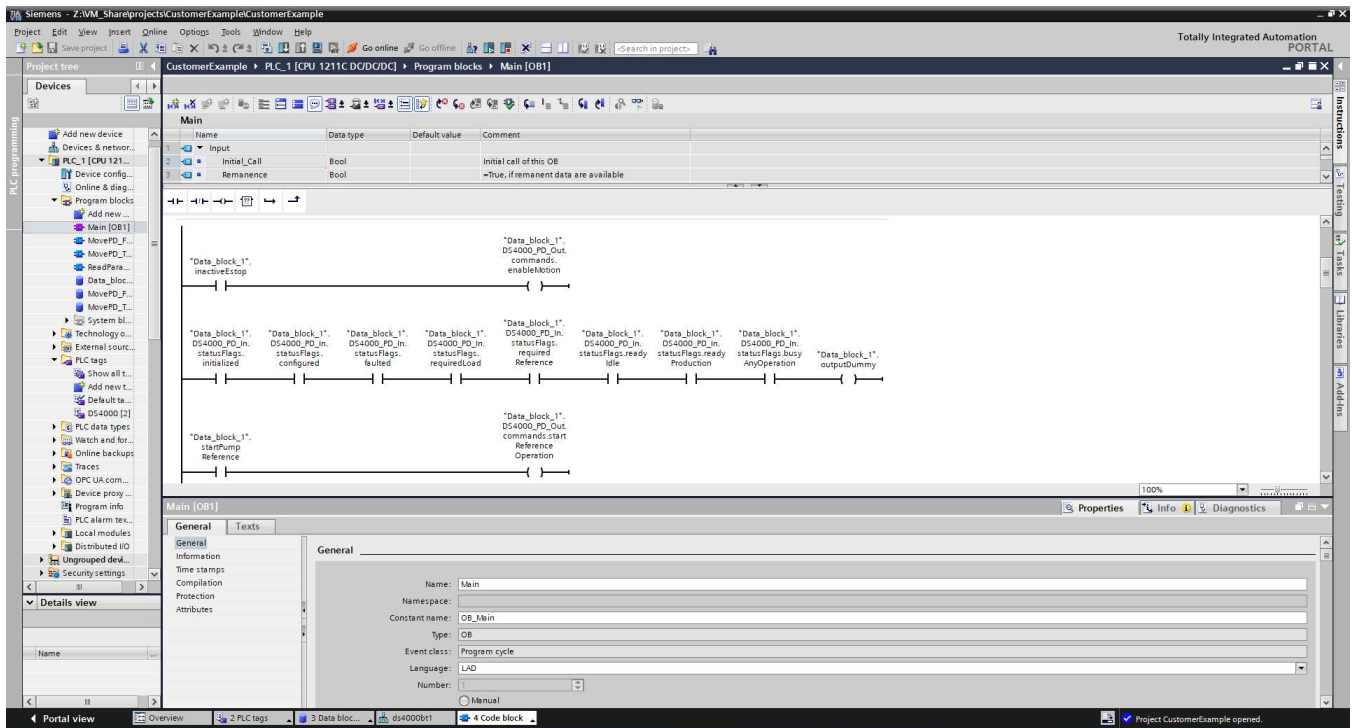 Siemens - Z:\VM_Share\projects\CustomerExample\CustomerExample
Project Edit View Insert Online Options Tools Window Help
Totally Integrated Automation
PORTAL
Save project
Go online
Go offline
<Search in project>
Project tree
CustomerExample
PLC_1 [CPU 1211C DC/DC/DC]
Program blocks
Main [OB1]
Devices
PLC programming
Add new device
Devices & networ...
PLC_1 [CPU 121...
Device config...
Online & diag...
Program blocks
Add new ...
Main [OB1]
MovePD_F...
MovePD_T...
ReadPara...
Data_bloc...
MovePD_F...
MovePD_T...
System bl...
Technology o...
External sourc...
PLC tags
Show all t...
Add new t...
Default ta...
DS4000 [2]
PLC data types
Watch and for...
Online backups
Traces
OPC UA com...
Device proxy ...
Program info
PLC alarm tex...
Local modules
Distributed I/O
Ungrouped devi...
Security settings
Details view
Name
Main
Name Data type Default value Comment
1 Input
2 Initial_Call Bool Initial call of this OB
3 Remanence Bool =True, if remanent data are available
"Data_block_1".
inactiveEstop
"Data_block_1".
DS4000_PD_Out.
commands.
enableMotion
"Data_block_1".
DS4000_PD_In.
statusFlags.
initialized
"Data_block_1".
DS4000_PD_In.
statusFlags.
configured
"Data_block_1".
DS4000_PD_In.
statusFlags.
faulted
"Data_block_1".
DS4000_PD_In.
statusFlags.
requiredLoad
"Data_block_1".
DS4000_PD_In.
statusFlags.
required
Reference
"Data_block_1".
DS4000_PD_In.
statusFlags.ready
Idle
"Data_block_1".
DS4000_PD_In.
statusFlags.ready
Production
"Data_block_1".
DS4000_PD_In.
statusFlags.busy
AnyOperation
"Data_block_1".
outputDummy
"Data_block_1".
startPump
Reference
"Data_block_1".
DS4000_PD_Out.
commands.start
Reference
Operation
100%
Instructions
Testing
Tasks
Libraries
Add-Ins
Main [OB1]
Properties
Info
Diagnostics
General
Texts
General
Information
Time stamps
Compilation
Protection
Attributes
General
Name: Main
Namespace:
Constant name: OB_Main
Type: OB
Event class: Program cycle
Language: LAD
Number: 1
Manual
Portal view
Overview
2 PLC tags
3 Data bloc...
ds4000bt1
4 Code block
Project CustomerExample opened.